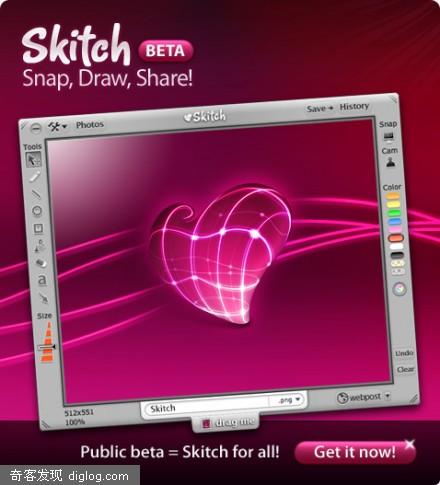 Skitch BETA
Snap, Draw, Share!
Photos
Skitch
Save
History
Tools
Snap
Cam
Color
a
Size
Undo
Clear
512x551
100%
Skitch
.png
webpost
drag me
Public beta = Skitch for all!
Get it now!
奇客发现 diglog.com